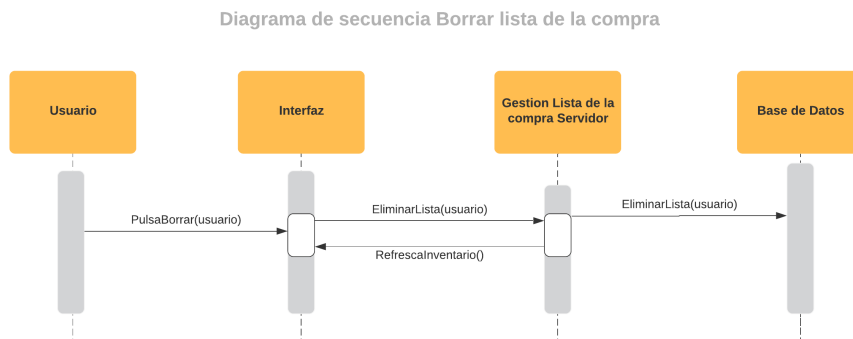 Diagrama de secuencia Borrar lista de la compra
Usuario
Interfaz
Gestion Lista de la
compra Servidor
Base de Datos
PulsaBorrar(usuario)
EliminarLista(usuario)
EliminarLista(usuario)
RefrescaInventario()